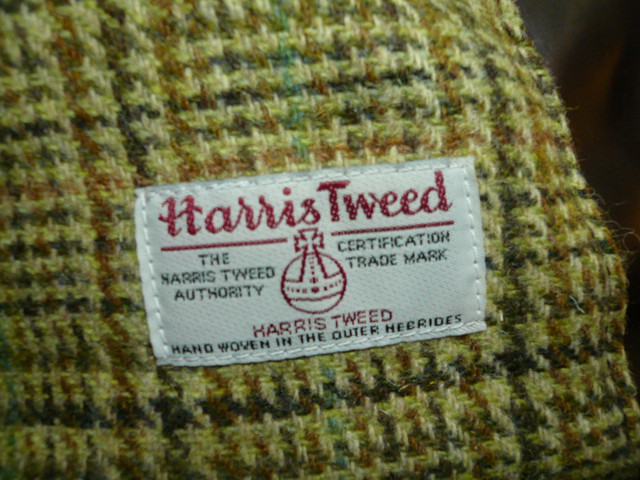 Harris Tweed
THE
HARRIS TWEED
AUTHORITY
CERTIFICATION
TRADE MARK
HARRIS TWEED
HAND WOVEN IN THE OUTER HEBRIDES